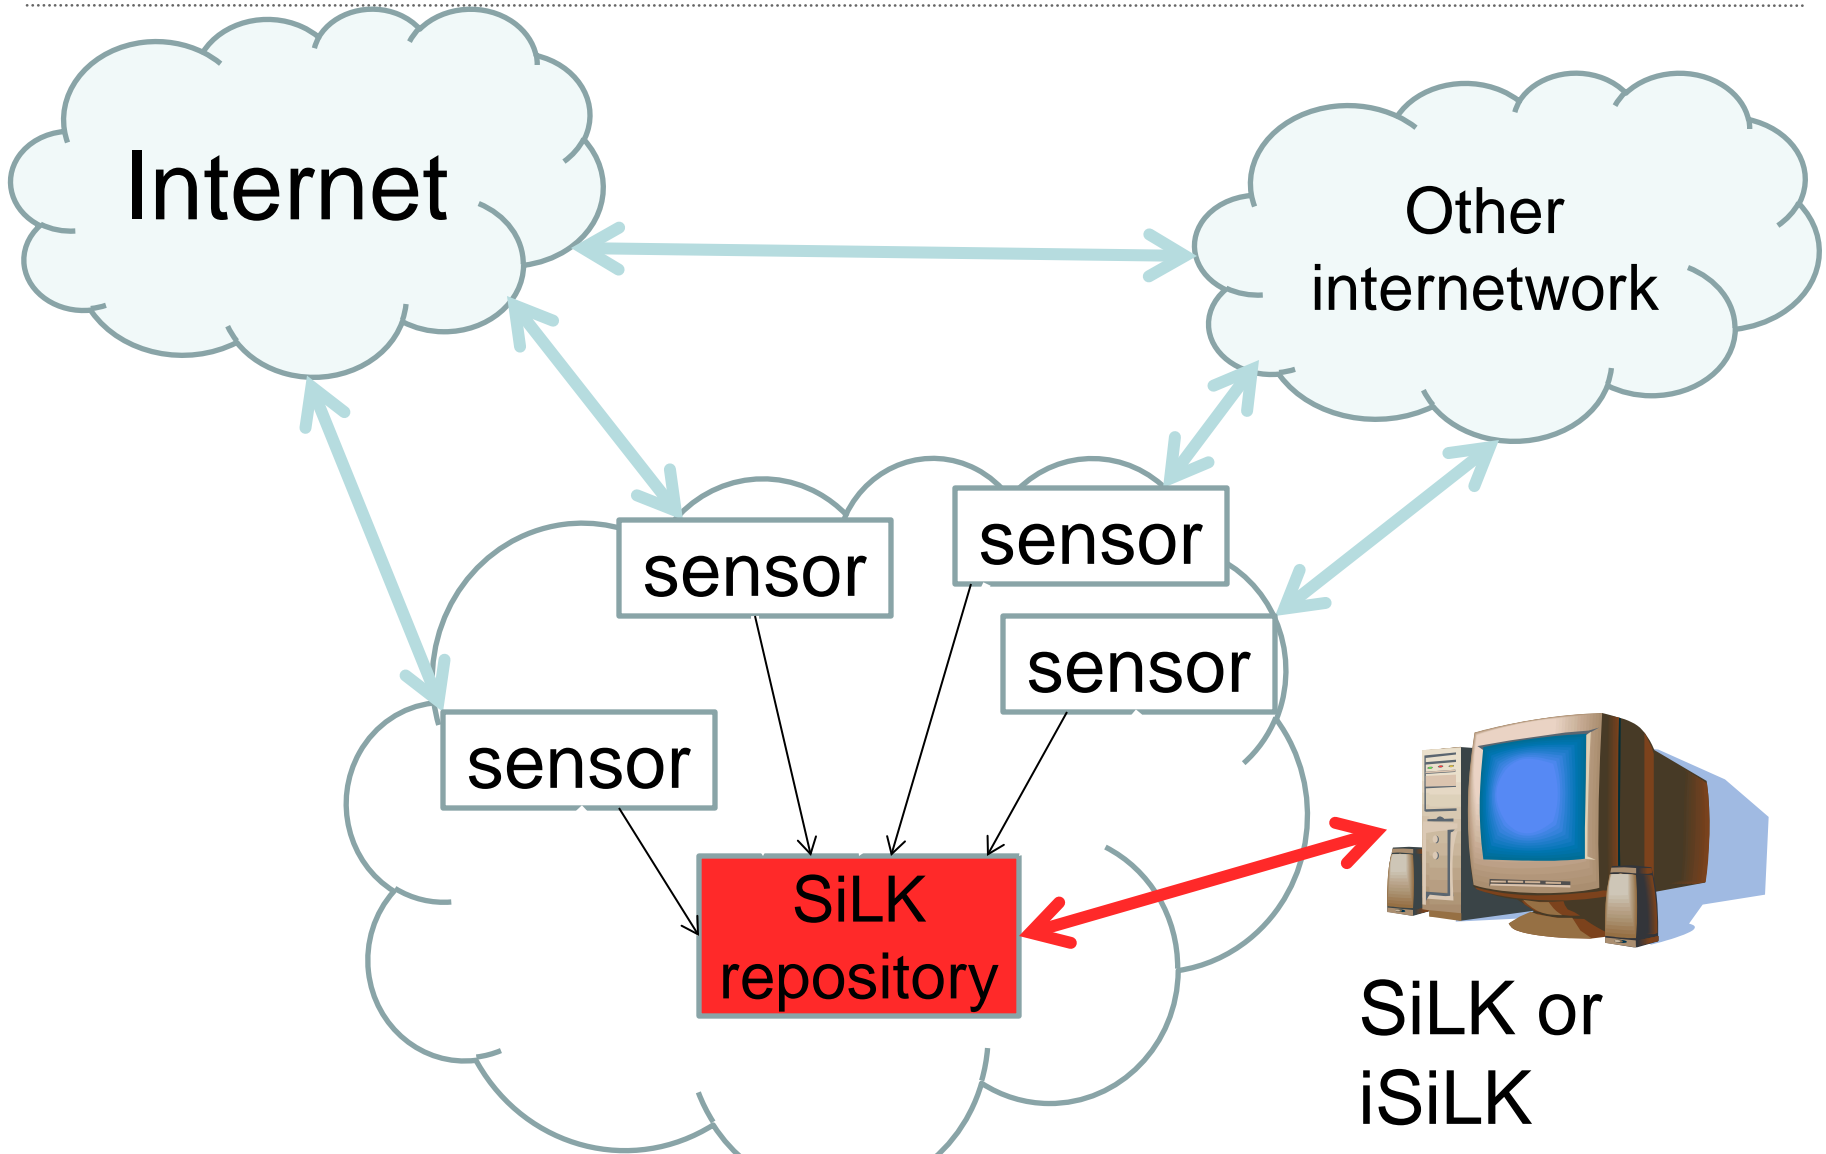 Internet
Other
internetwork
sensor
sensor
sensor
sensor
SiLK
repository
SiLK or
iSiLK